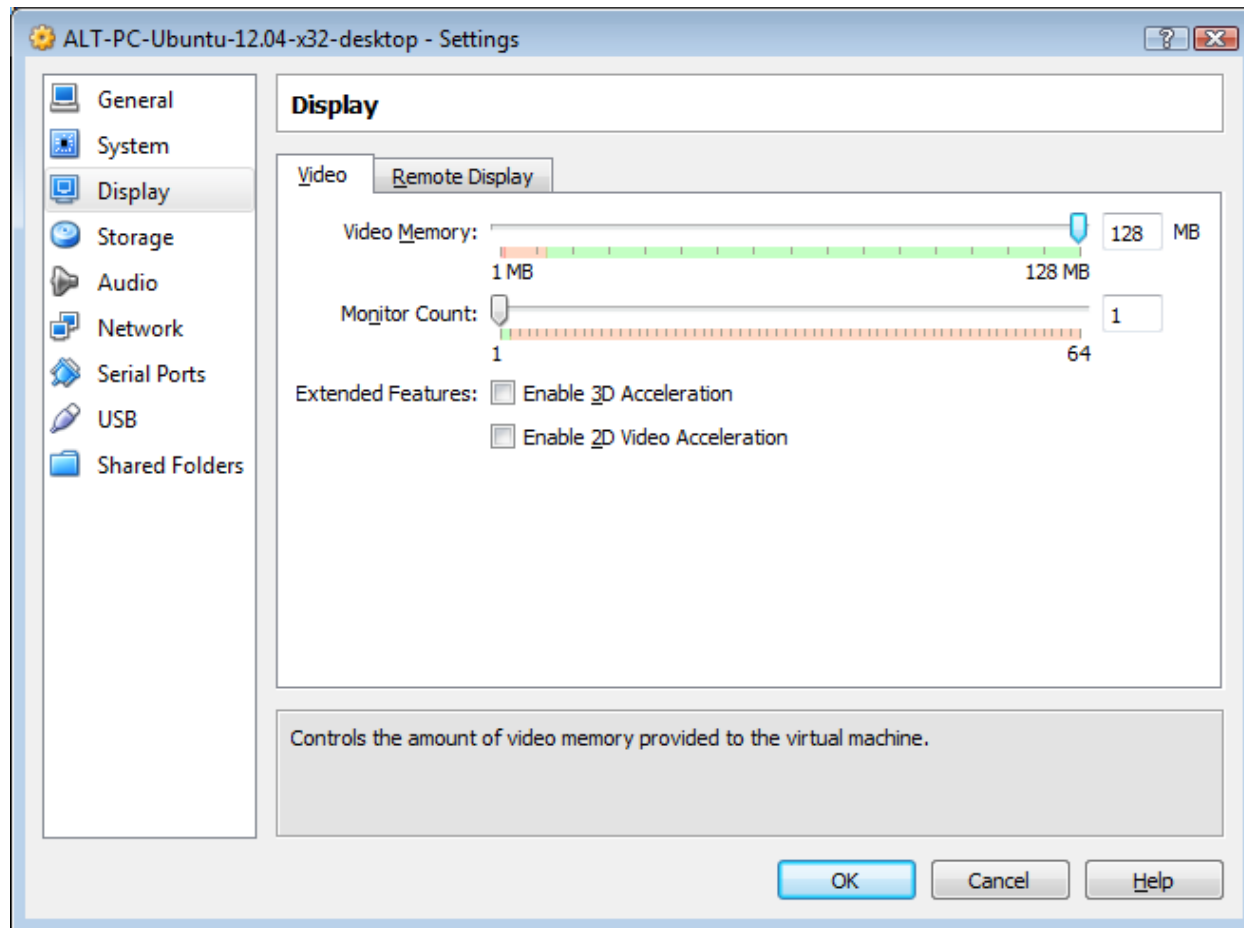 ALT-PC-Ubuntu-12.04-x32-desktop - Settings
General
System
Display
Storage
Audio
Network
Serial Ports
USB
Shared Folders
Display
Video
Remote Display
Video Memory: 128 MB
1 MB 128 MB
Monitor Count: 1
1 64
Extended Features: Enable 3D Acceleration
Enable 2D Video Acceleration
Controls the amount of video memory provided to the virtual machine.
OK Cancel Help